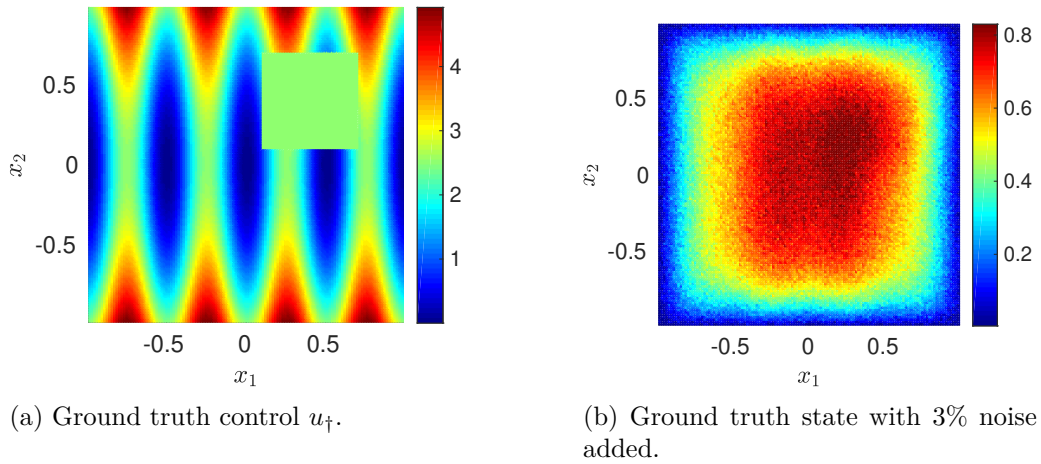 0.5
0
-0.5
x₂
-0.5
0
0.5
x₁
4
3
2
1
(a) Ground truth control u†.
0.5
0
-0.5
x₂
-0.5
0
0.5
x₁
0.8
0.6
0.4
0.2
(b) Ground truth state with 3% noise
added.